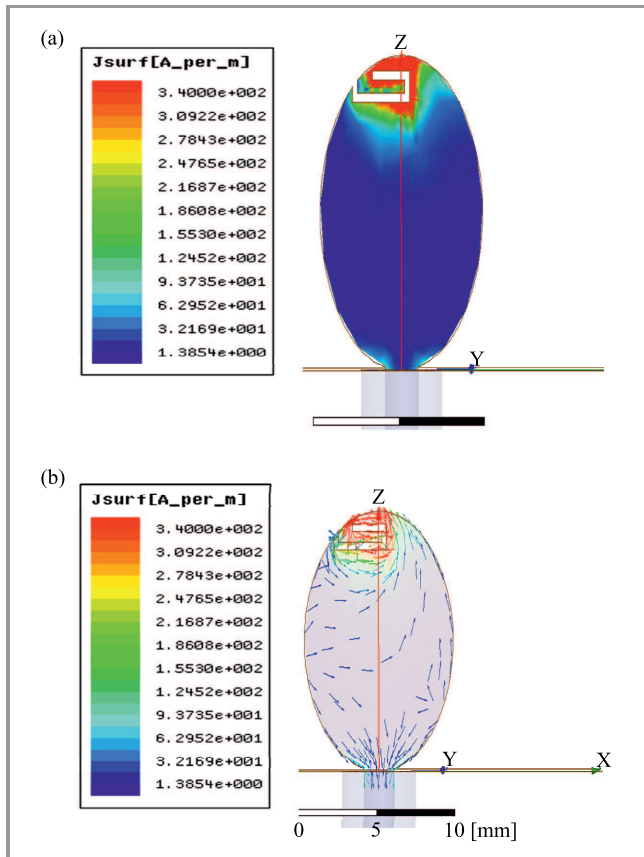 (a)
Jsurf[A_per_m]
3.4000e+002
3.0922e+002
2.7843e+002
2.4765e+002
2.1687e+002
1.8608e+002
1.5530e+002
1.2452e+002
9.3735e+001
6.2952e+001
3.2169e+001
1.3854e+000
Z
Y
(b)
Jsurf[A_per_m]
3.4000e+002
3.0922e+002
2.7843e+002
2.4765e+002
2.1687e+002
1.8608e+002
1.5530e+002
1.2452e+002
9.3735e+001
6.2952e+001
3.2169e+001
1.3854e+000
Z
Y
X
0 5 10 [mm]